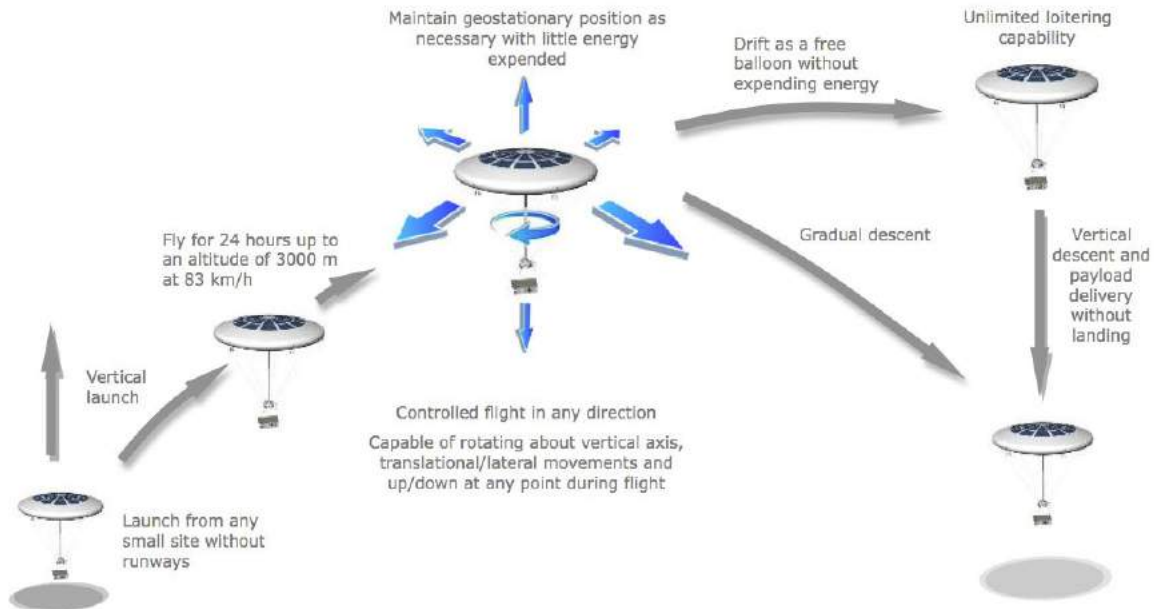 Maintain geostationary position as
necessary with little energy
expended
Unlimited loitering
capability
Drift as a free
balloon without
expending energy
Fly for 24 hours up to
an altitude of 3000 m
at 83 km/h
Gradual descent
Vertical
descent and
payload
delivery
without
landing
Vertical
launch
Controlled flight in any direction
Capable of rotating about vertical axis,
translational/lateral movements and
up/down at any point during flight
Launch from any
small site without
runways